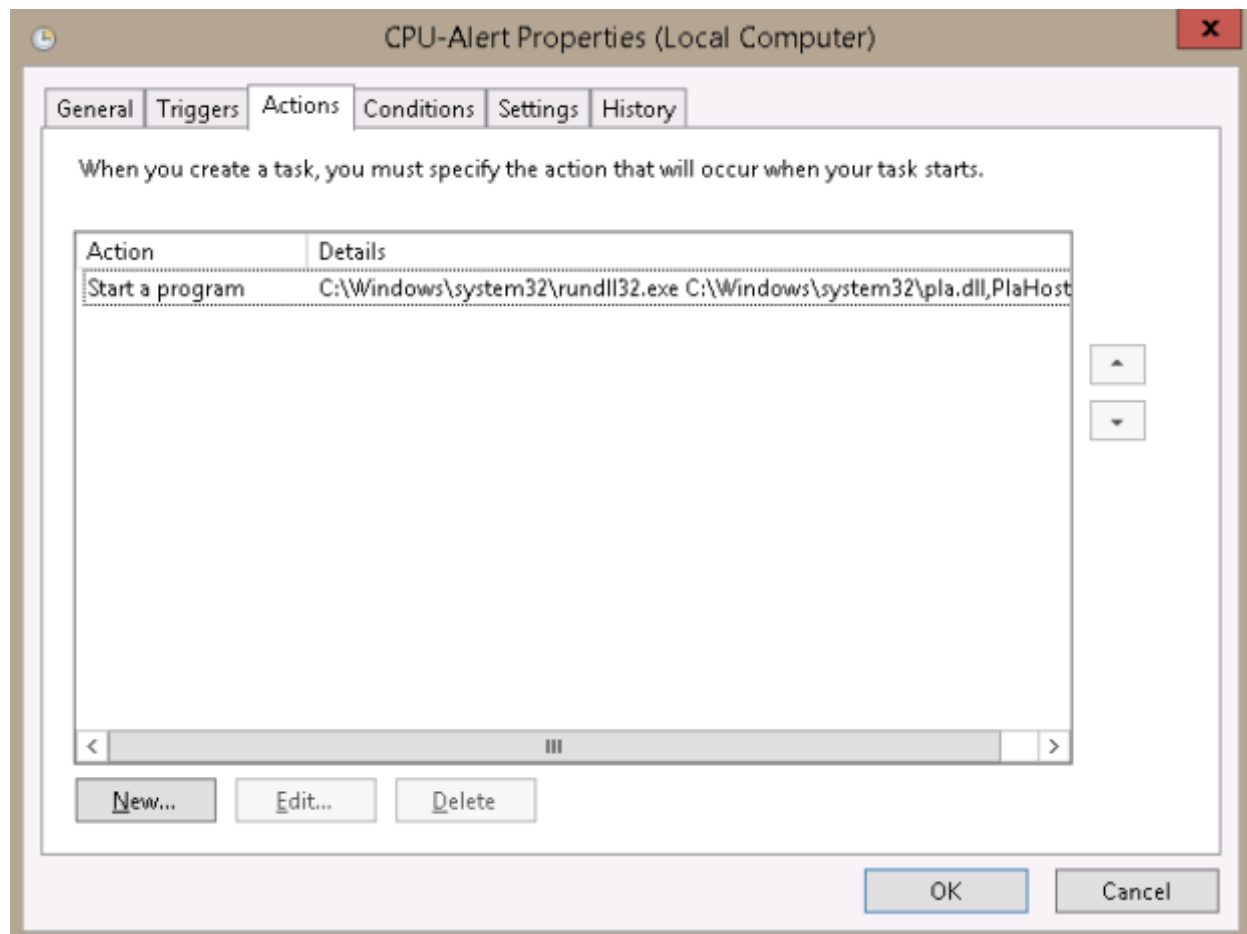 CPU-Alert Properties (Local Computer)
x
General Triggers Actions Conditions Settings History
When you create a task, you must specify the action that will occur when your task starts.
Action Details
Start a program C:\Windows\system32\rundll32.exe C:\Windows\system32\pla.dll,PlaHost
New... Edit... Delete
OK Cancel